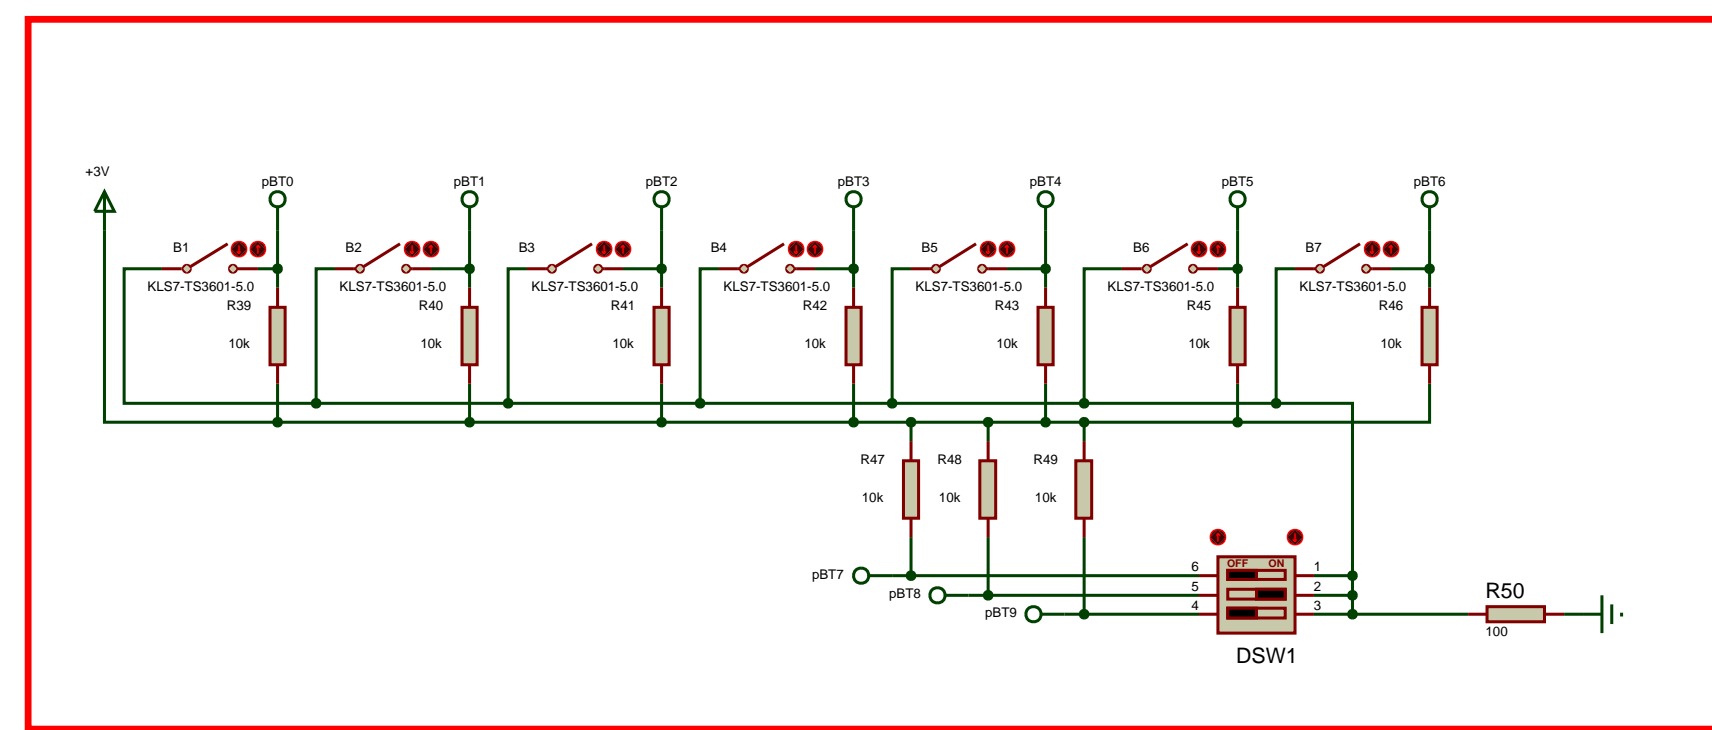 +3V
pBT0 pBT1 pBT2 pBT3 pBT4 pBT5 pBT6
B1 B2 B3 B4 B5 B6 B7
KLS7-TS3601-5.0 KLS7-TS3601-5.0 KLS7-TS3601-5.0 KLS7-TS3601-5.0 KLS7-TS3601-5.0 KLS7-TS3601-5.0 KLS7-TS3601-5.0
R39 R40 R41 R42 R43 R45 R46
10k 10k 10k 10k 10k 10k 10k
R47 R48 R49
10k 10k 10k
OFF ON
pBT7 6 1
pBT8 5 2
pBT9 4 3
R50
100
DSW1